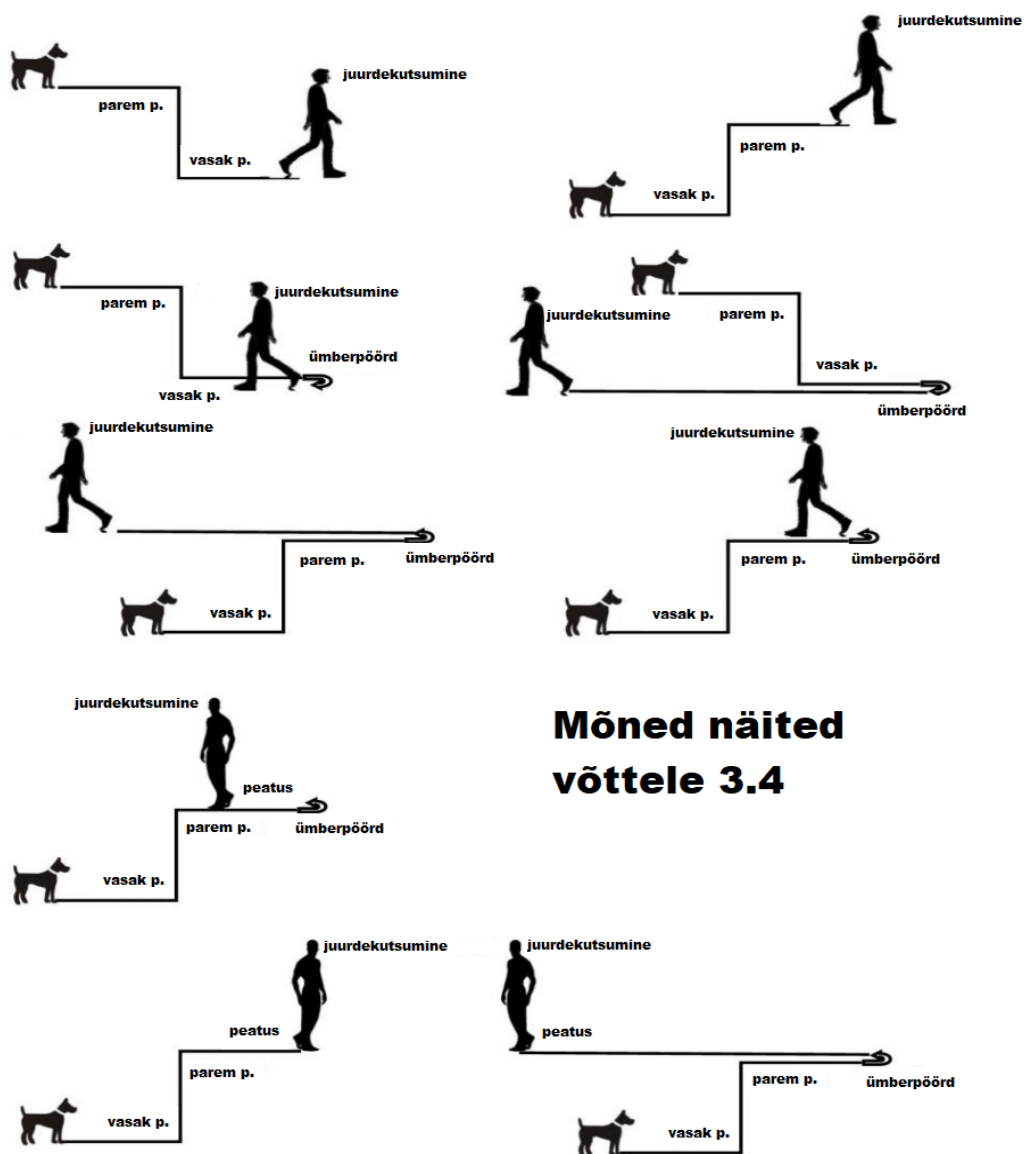 juurdekutsumine
parem p.
vasak p.
juurdekutsumine
parem p.
vasak p.
juurdekutsumine
parem p.
ümberpöörd
vasak p.
juurdekutsumine
parem p.
vasak p.
ümberpöörd
juurdekutsumine
parem p.
ümberpöörd
vasak p.
juurdekutsumine
parem p.
ümberpöörd
vasak p.
juurdekutsumine
peatus
parem p.
ümberpöörd
vasak p.
Mõned näited
võttele 3.4
juurdekutsumine
peatus
parem p.
vasak p.
juurdekutsumine
peatus
parem p.
ümberpöörd
vasak p.